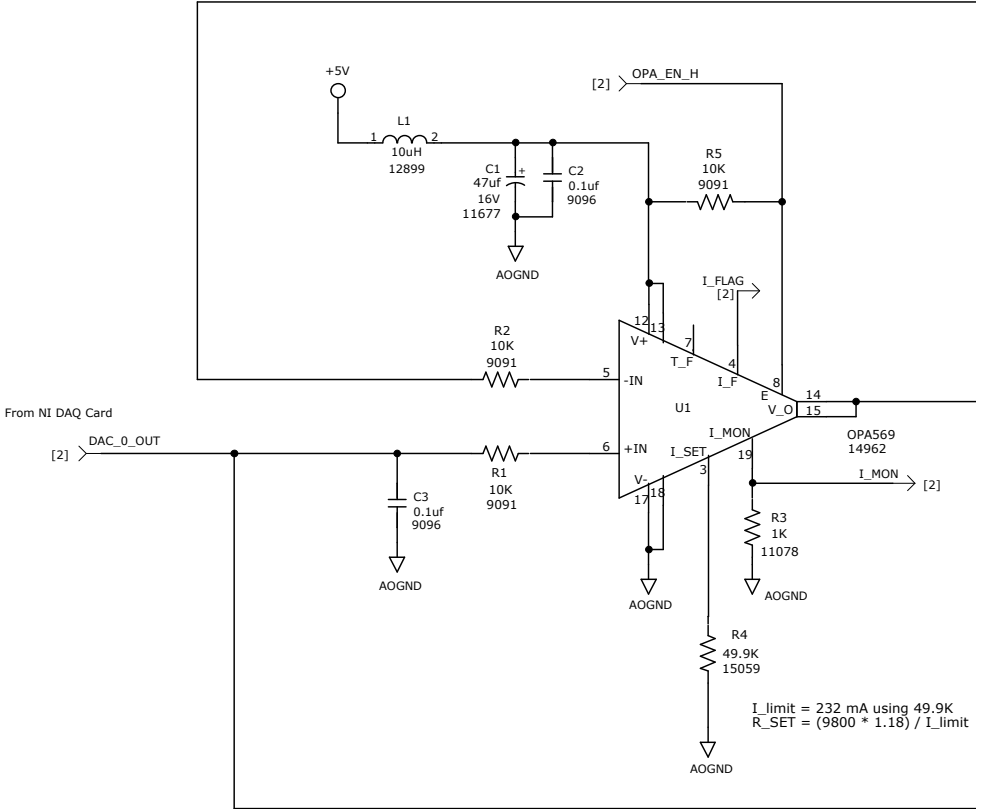 +5V
[2]
OPA_EN_H
L1
1
2
10uH
12899
C1
47uf
16V
11677
+
C2
0.1uf
9096
AOGND
R5
10K
9091
I_FLAG
[2]
R2
10K
9091
5
-IN
12
13
V+
7
T_F
4
I_F
8
E
14
V_O
15
U1
OPA569
14962
From NI DAQ Card
[2]
DAC_0_OUT
C3
0.1uf
9096
AOGND
R1
10K
9091
6
+IN
V-
17
18
AOGND
I_SET
3
I_MON
19
I_MON
[2]
R3
1K
11078
AOGND
R4
49.9K
15059
AOGND
I_limit = 232 mA using 49.9K
R_SET = (9800 * 1.18) / I_limit